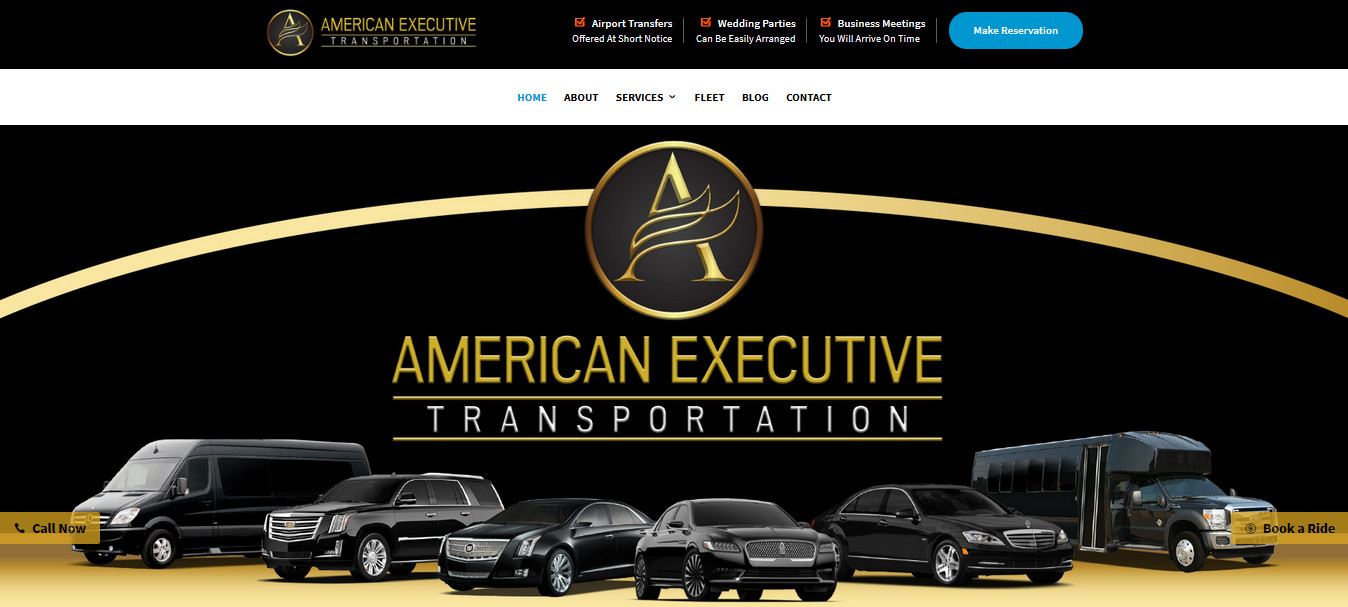 AMERICAN EXECUTIVE
TRANSPORTATION
Airport Transfers
Offered At Short Notice
Wedding Parties
Can Be Easily Arranged
Business Meetings
You Will Arrive On Time
Make Reservation
HOME ABOUT SERVICES FLEET BLOG CONTACT
AMERICAN EXECUTIVE
TRANSPORTATION
Call Now
Book a Ride